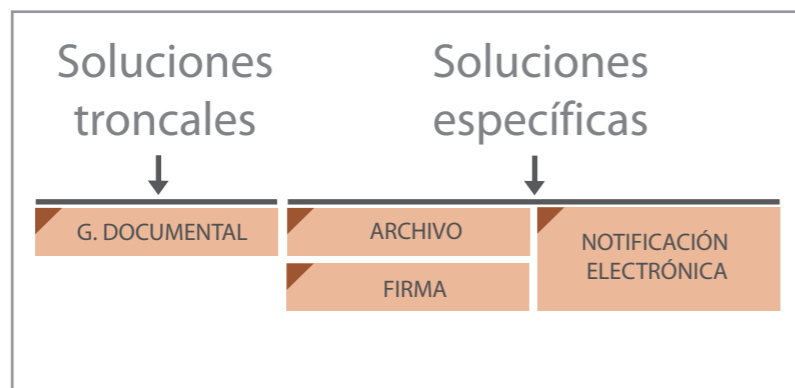 Soluciones
troncales
Soluciones
específicas
G. DOCUMENTAL
ARCHIVO
FIRMA
NOTIFICACIÓN
ELECTRÓNICA